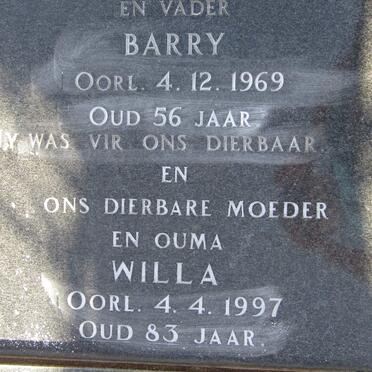 EN VADER
BARRY
OORL. 4.12.1969
OUD 56 JAAR
HY WAS VIR ONS DIERBAAR.
EN
ONS DIERBARE MOEDER
EN OUMA
WILLA
OORL. 4.4.1997
OUD 83 JAAR.